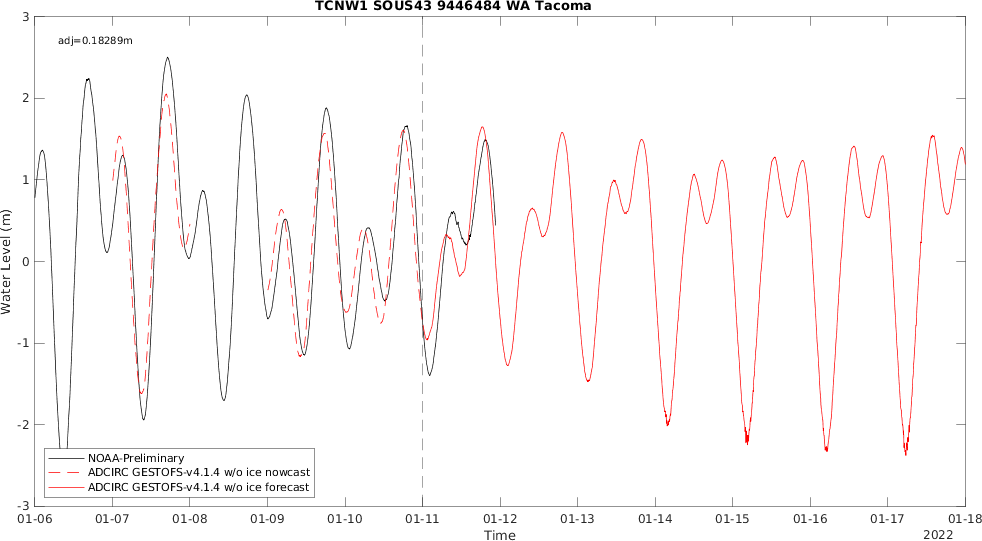 TCNW1 SOUS43 9446484 WA Tacoma
adj=0.18289m
3
2
1
0
-1
-2
-3
Water Level (m)
NOAA-Preliminary
ADCIRC GESTOFS-v4.1.4 w/o ice nowcast
ADCIRC GESTOFS-v4.1.4 w/o ice forecast
01-06 01-07 01-08 01-09 01-10 01-11 01-12 01-13 01-14 01-15 01-16 01-17 01-18
Time
2022